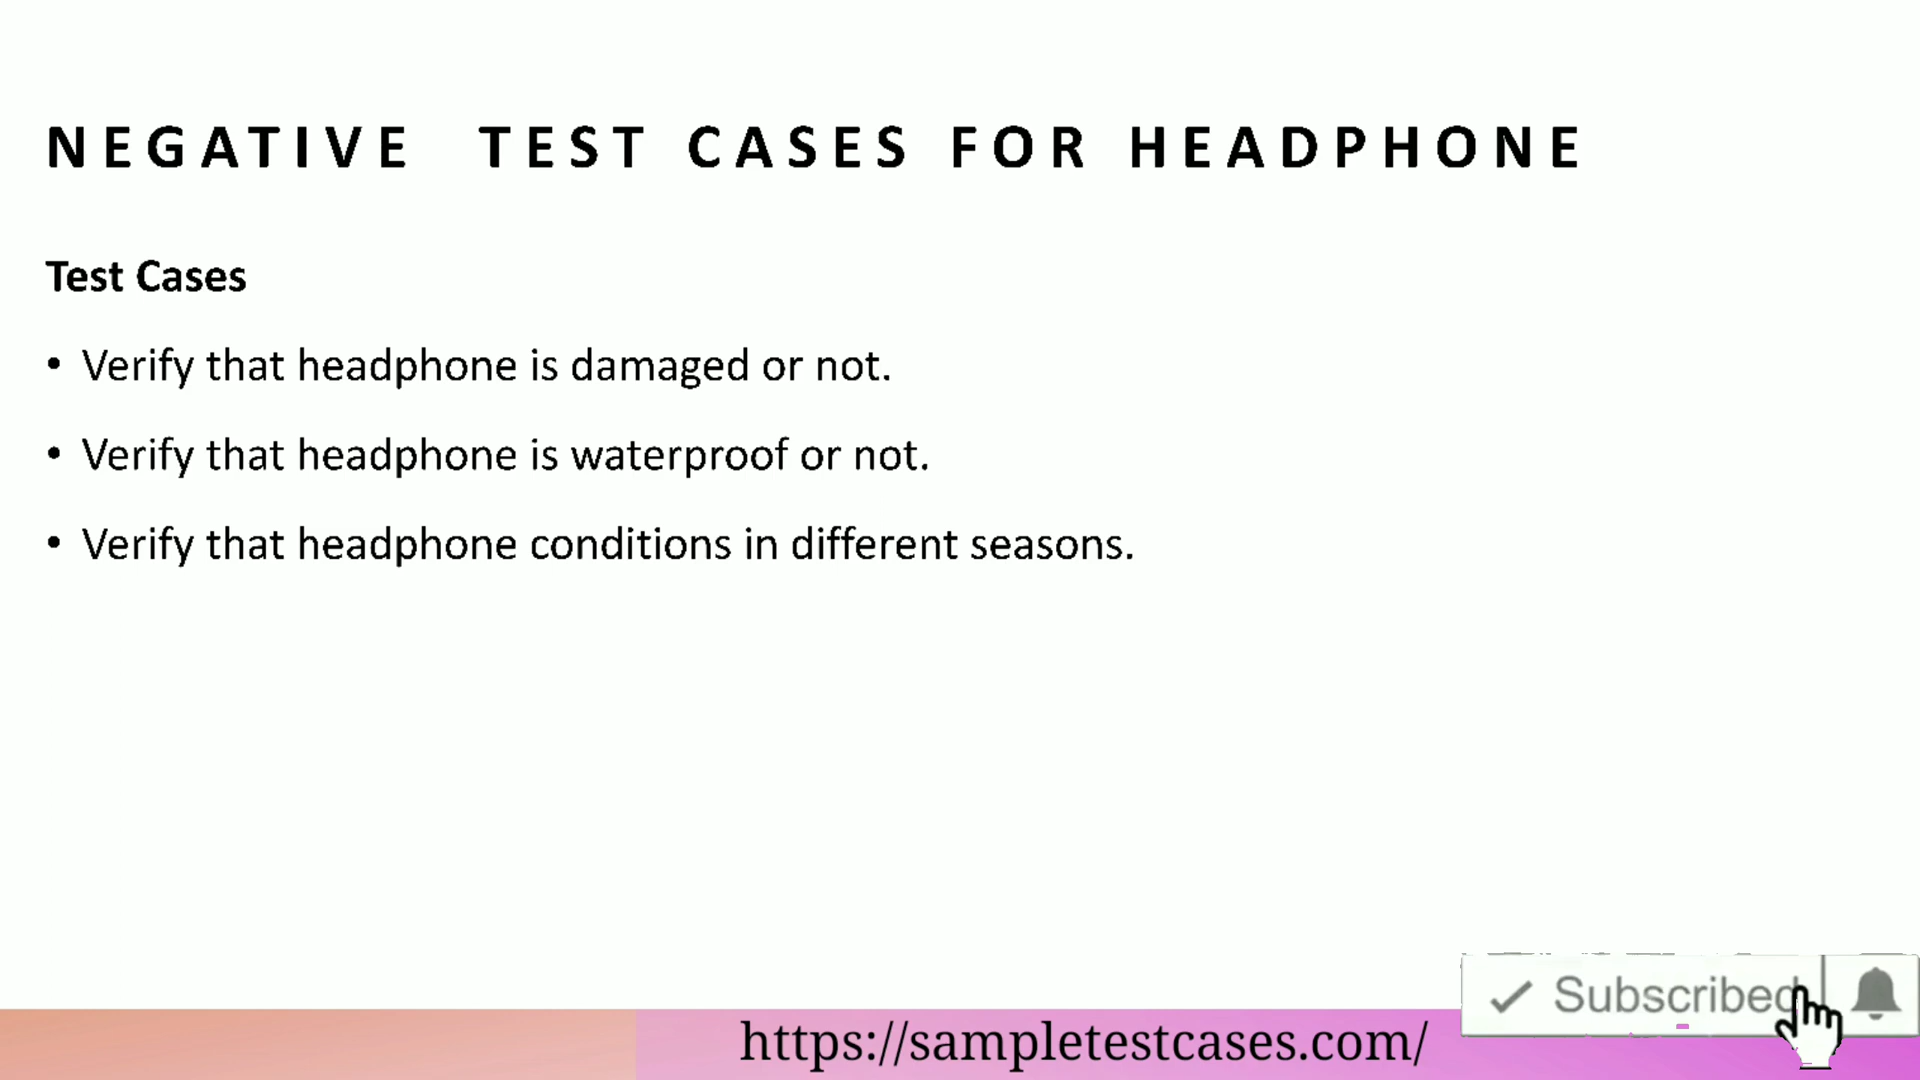 NEGATIVE TEST CASES FOR HEADPHONE
Test Cases
• Verify that headphone is damaged or not.
• Verify that headphone is waterproof or not.
• Verify that headphone conditions in different seasons.
Subscribed
https://sampletestcases.com/